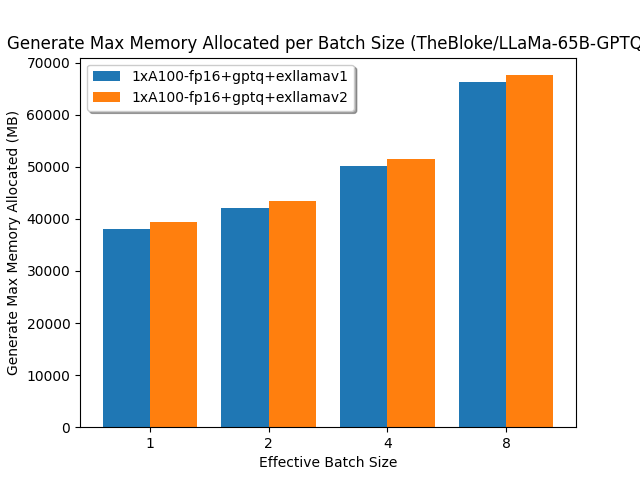 Generate Max Memory Allocated per Batch Size (TheBloke/LLaMa-65B-GPTQ
1xA100-fp16+gptq+exllamav1
1xA100-fp16+gptq+exllamav2
Generate Max Memory Allocated (MB)
70000
60000
50000
40000
30000
20000
10000
0
1 2 4 8
Effective Batch Size